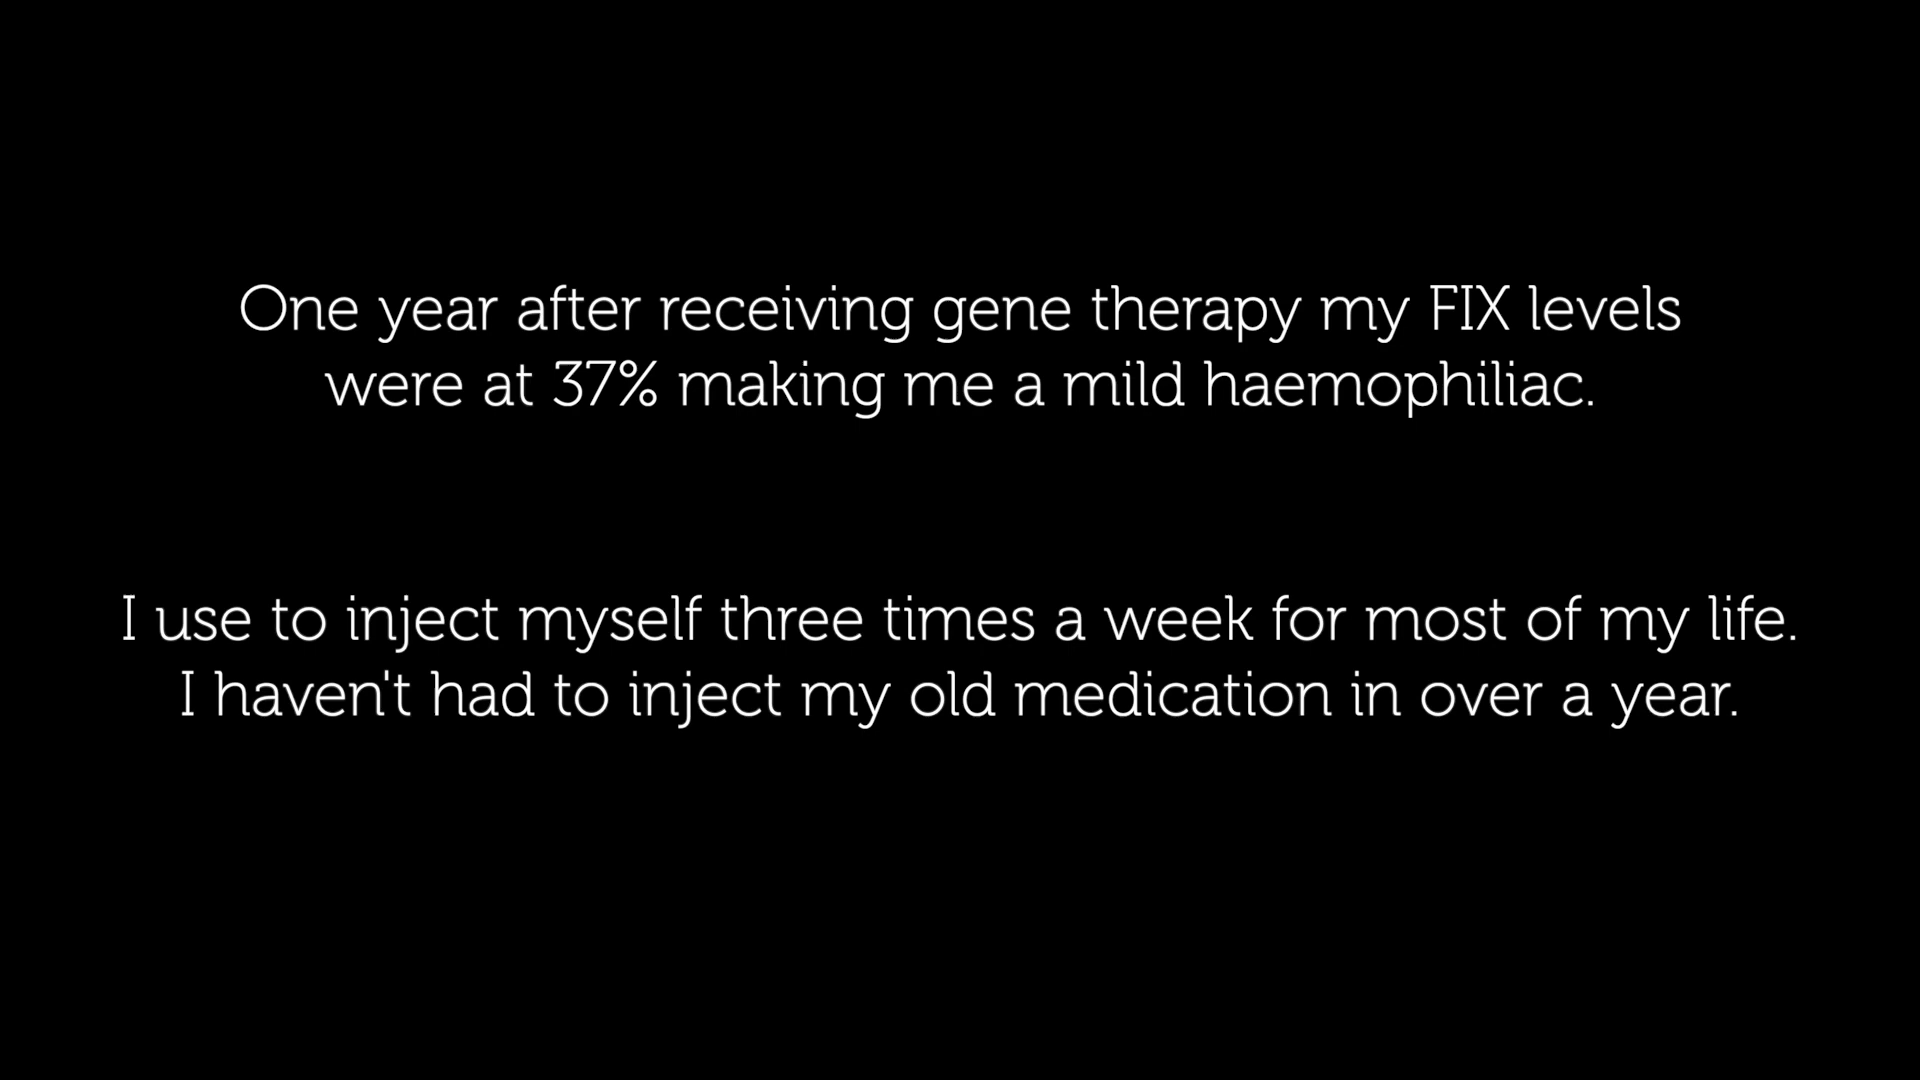 One year after receiving gene therapy my FIX levels
were at 37% making me a mild haemophiliac.
I use to inject myself three times a week for most of my life.
I haven't had to inject my old medication in over a year.